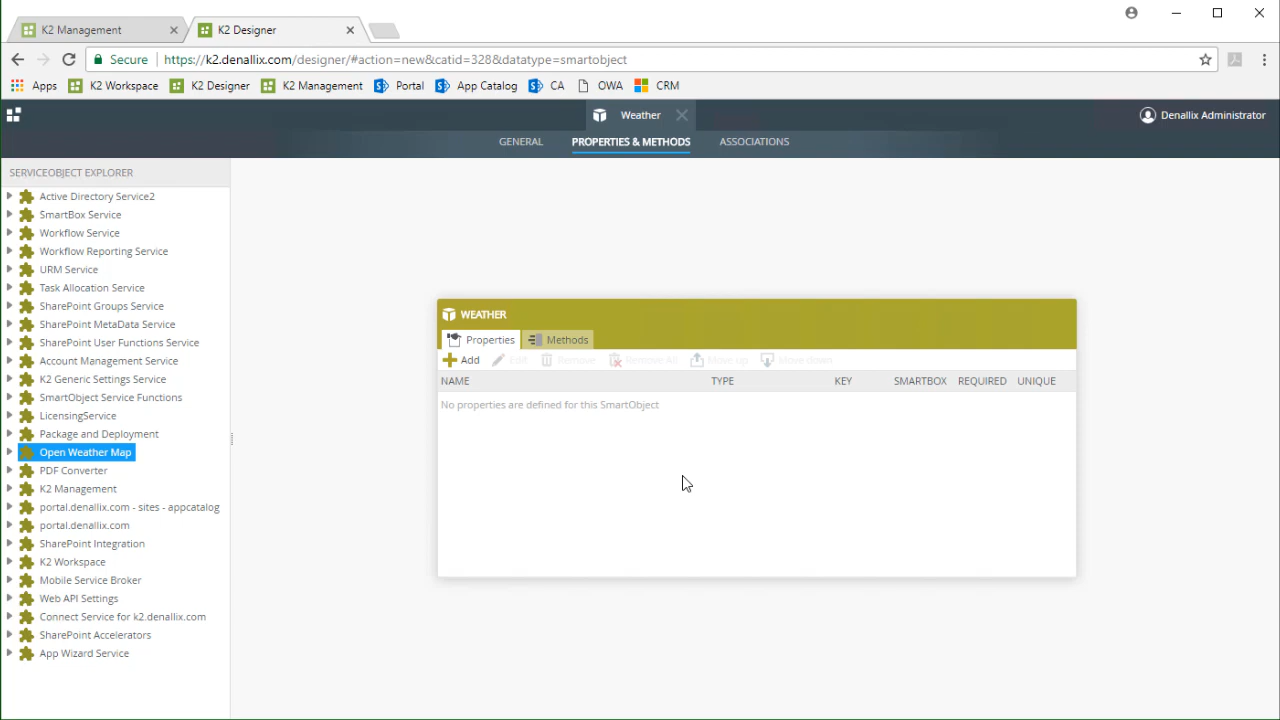 K2 Management
K2 Designer
Secure https://k2.denallix.com/designer/#action=new&catid=328&datatype=smartobject
Apps K2 Workspace K2 Designer K2 Management Portal App Catalog CA OWA CRM
Weather
Denallix Administrator
GENERAL PROPERTIES & METHODS ASSOCIATIONS
SERVICEOBJECT EXPLORER
Active Directory Service2
SmartBox Service
Workflow Service
Workflow Reporting Service
URM Service
Task Allocation Service
SharePoint Groups Service
SharePoint MetaData Service
SharePoint User Functions Service
Account Management Service
K2 Generic Settings Service
SmartObject Service Functions
LicensingService
Package and Deployment
Open Weather Map
PDF Converter
K2 Management
portal.denallix.com - sites - appcatalog
portal.denallix.com
SharePoint Integration
K2 Workspace
Mobile Service Broker
Web API Settings
Connect Service for k2.denallix.com
SharePoint Accelerators
App Wizard Service
WEATHER
Properties Methods
Add Edit Remove Remove All Move up Move down
NAME TYPE KEY SMARTBOX REQUIRED UNIQUE
No properties are defined for this SmartObject